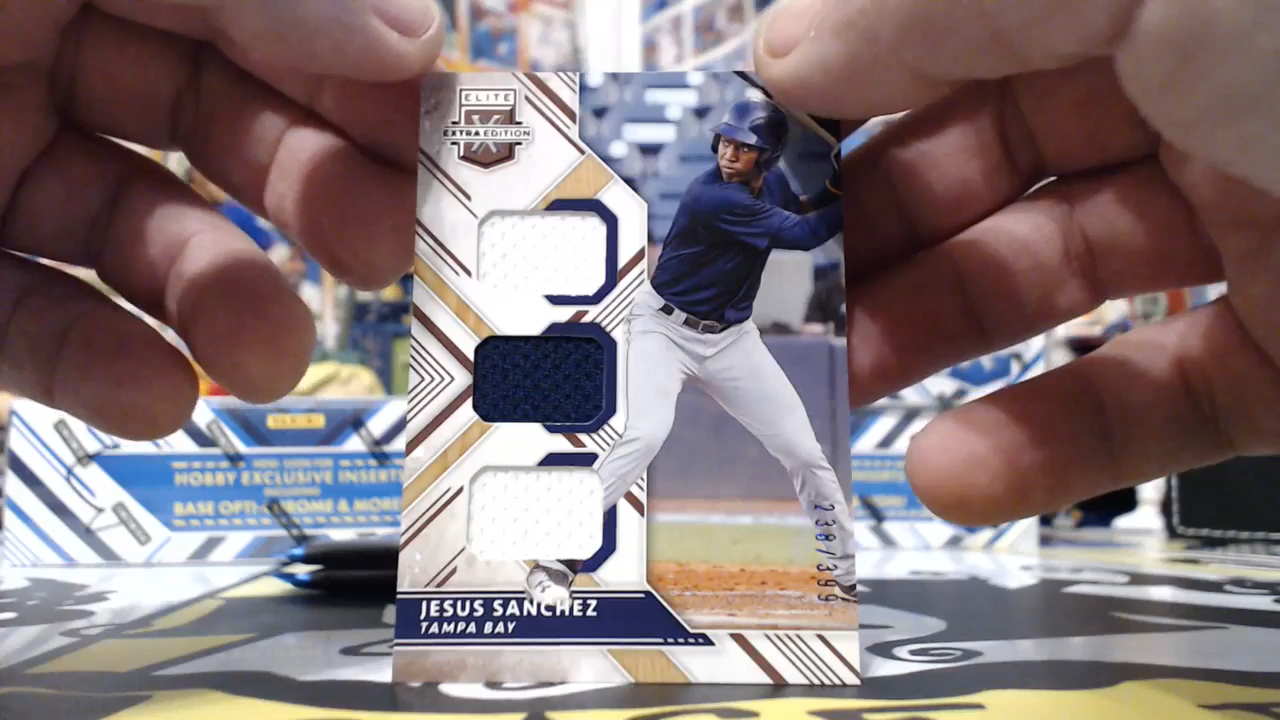 ELITE
EXTRA EDITION
JESUS SANCHEZ
TAMPA BAY
238/399
PANINI
HOBBY EXCLUSIVE INSERTS
BASE OPTI-CHROME & MORE